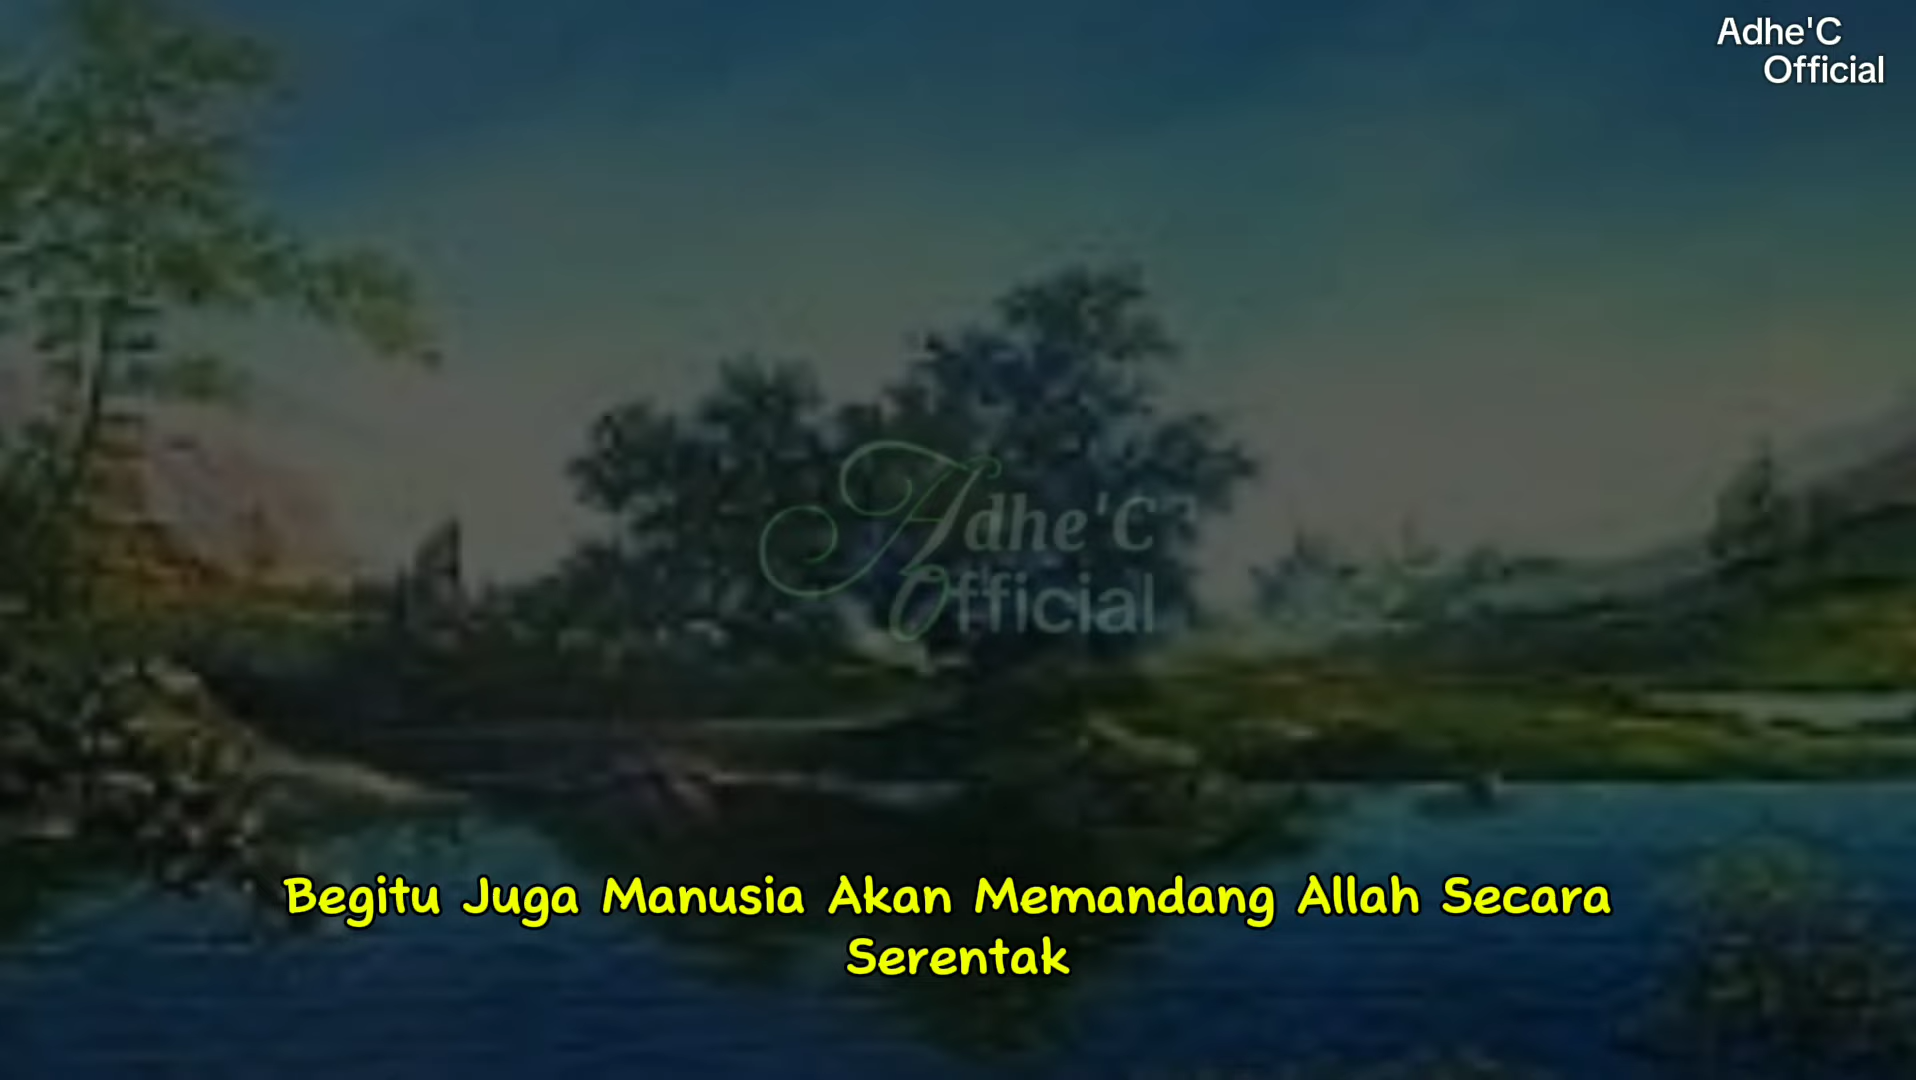 Adhe'C
Official
Adhe'C
Official
Begitu Juga Manusia Akan Memandang Allah Secara
Serentak